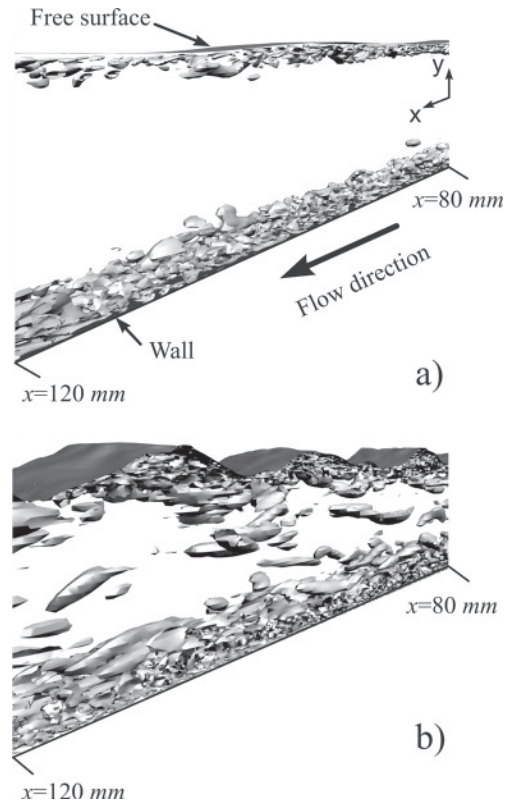 Free surface
y
x
x=80 mm
Flow direction
Wall
x=120 mm
a)
x=80 mm
b)
x=120 mm